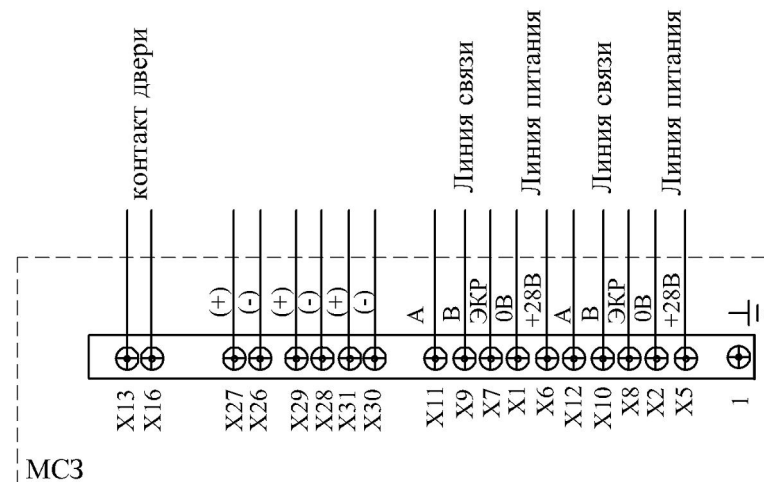 контакт двери
Линия связи
Линия питания
Линия связи
Линия питания
(+)
(-)
(+)
(-)
(+)
(-)
А
В
ЭКР
0В
+28В
А
В
ЭКР
0В
+28В
X13
X16
X27
X26
X29
X28
X31
X30
X11
X9
X7
X1
X6
X12
X10
X8
X2
X5
1
МСЗ